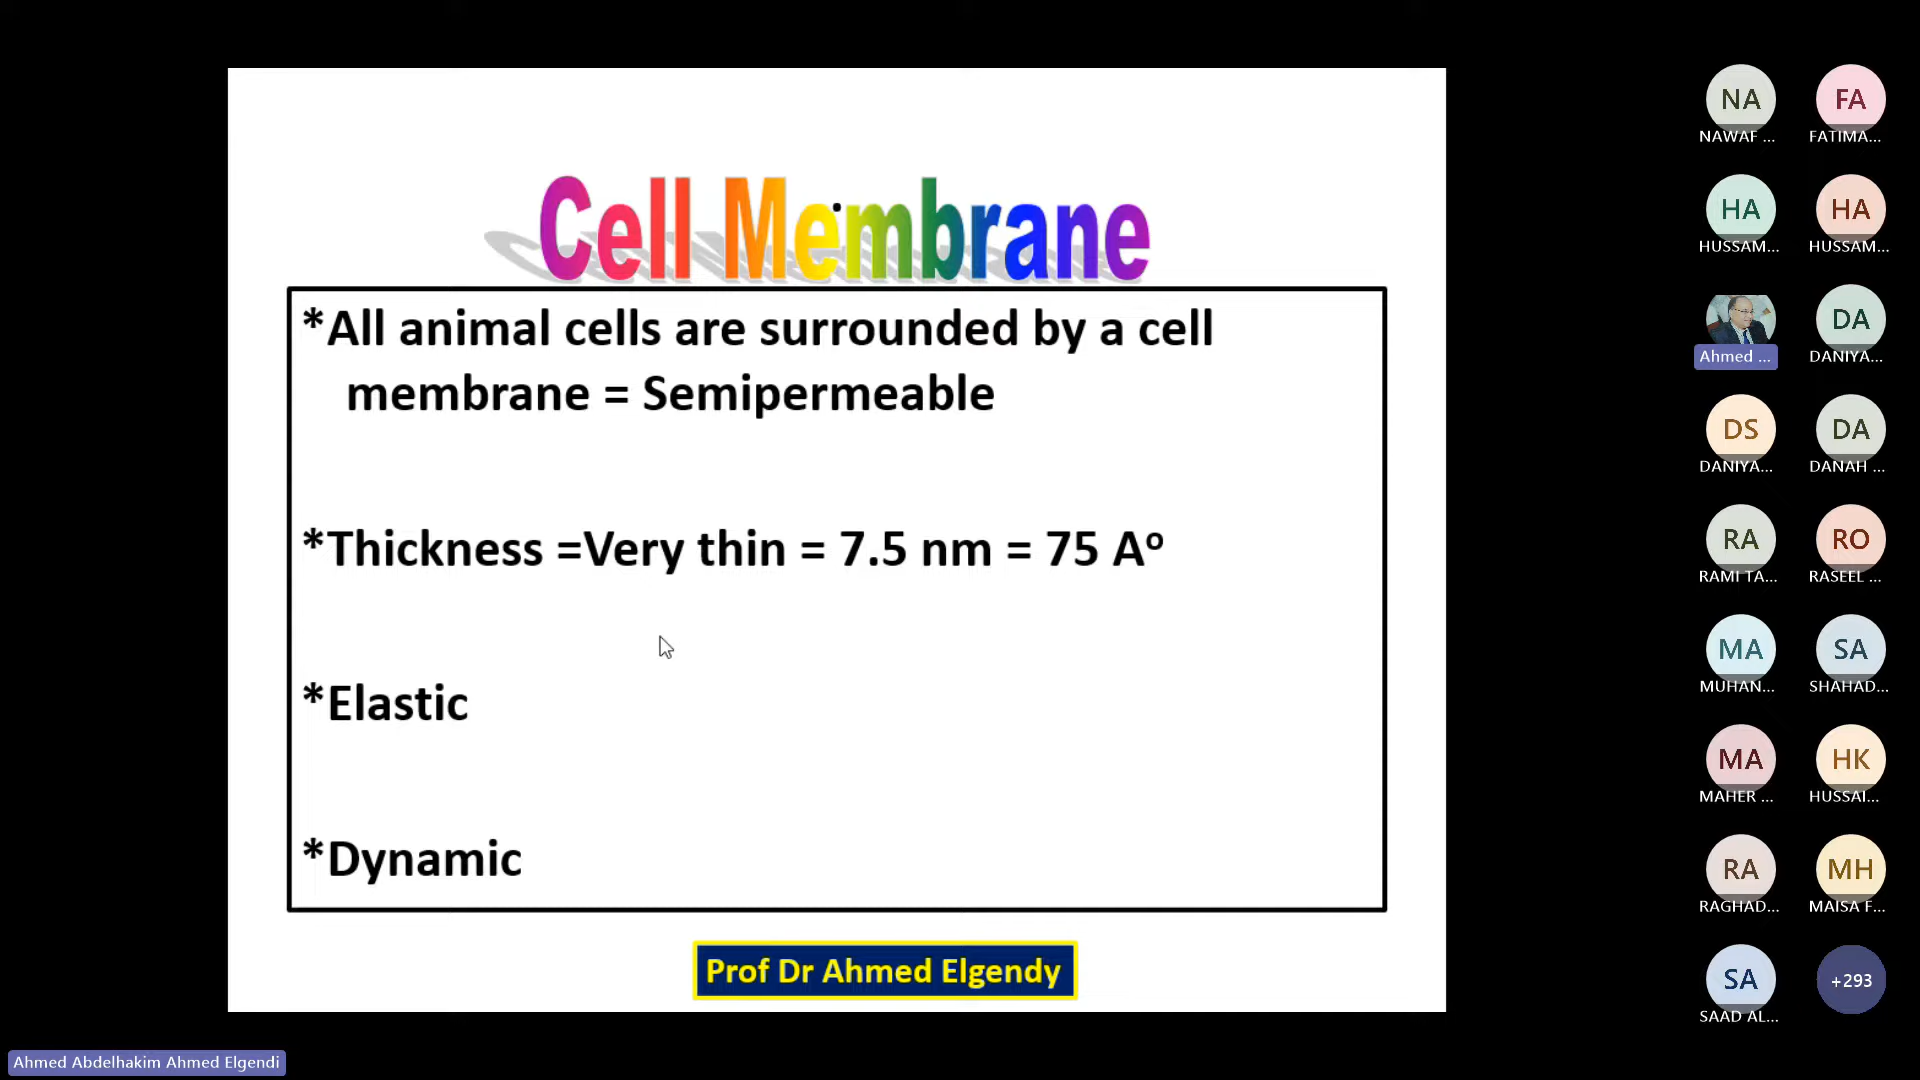 Cell Membrane
*All animal cells are surrounded by a cell
membrane = Semipermeable
*Thickness =Very thin = 7.5 nm = 75 Aº
*Elastic
*Dynamic
Prof Dr Ahmed Elgendy
Ahmed Abdelhakim Ahmed Elgendi
NA FA
NAWAF ... FATIMA...
HA HA
HUSSAM... HUSSAM...
DA
Ahmed ... DANIYA...
DS DA
DANIYA... DANAH ...
RA RO
RAMI TA... RASEEL ...
MA SA
MUHAN... SHAHAD...
MA HK
MAHER ... HUSSAI...
RA MH
RAGHAD... MAISA F...
SA +293
SAAD AL...